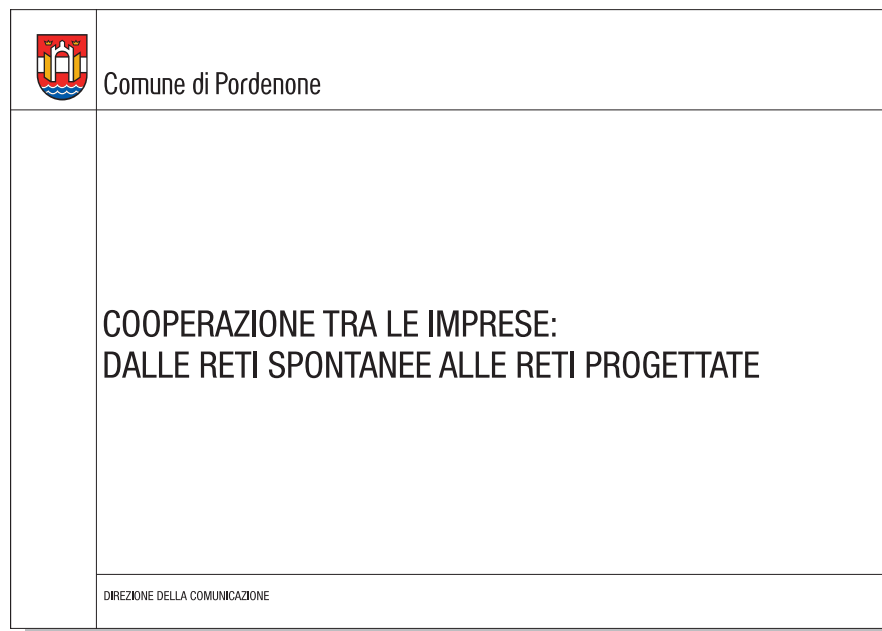 Comune di Pordenone
COOPERAZIONE TRA LE IMPRESE:
DALLE RETI SPONTANEE ALLE RETI PROGETTATE
DIREZIONE DELLA COMUNICAZIONE